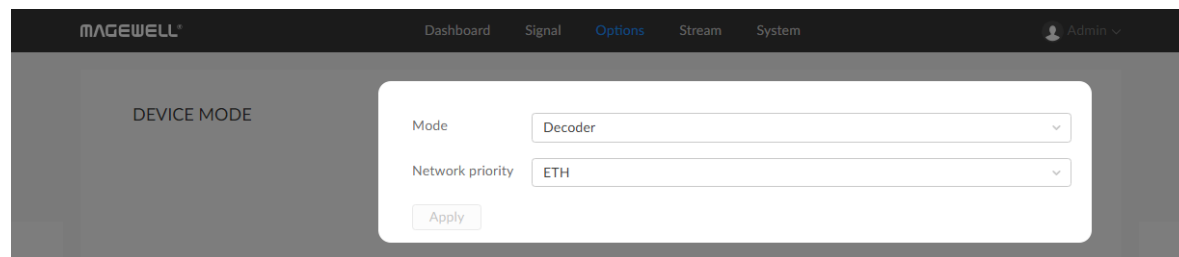 MAGEWELL® Dashboard Signal Options Stream System Admin
DEVICE MODE
Mode Decoder
Network priority ETH
Apply